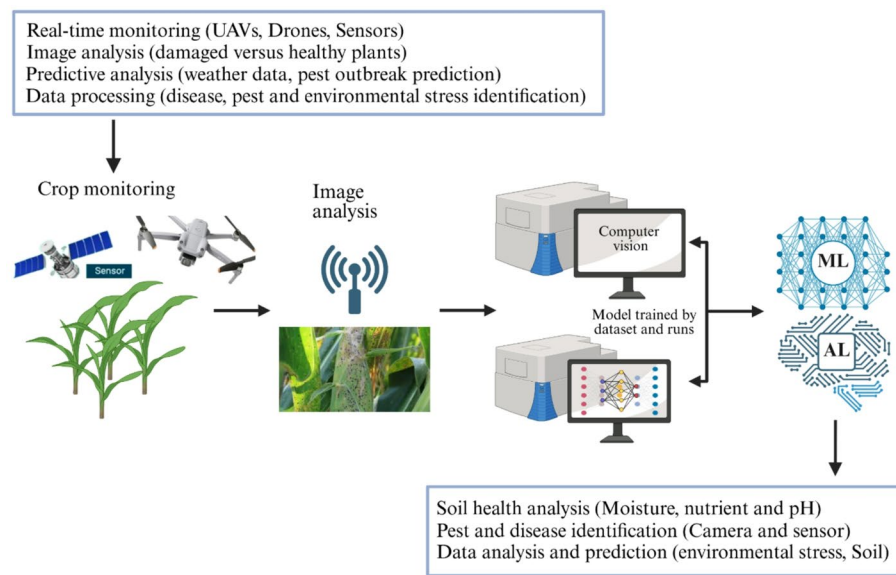 Real-time monitoring (UAVs, Drones, Sensors)
Image analysis (damaged versus healthy plants)
Predictive analysis (weather data, pest outbreak prediction)
Data processing (disease, pest and environmental stress identification)
Crop monitoring
Sensor
Image
analysis
Computer
vision
Model trained by
dataset and runs
ML
AL
Soil health analysis (Moisture, nutrient and pH)
Pest and disease identification (Camera and sensor)
Data analysis and prediction (environmental stress, Soil)